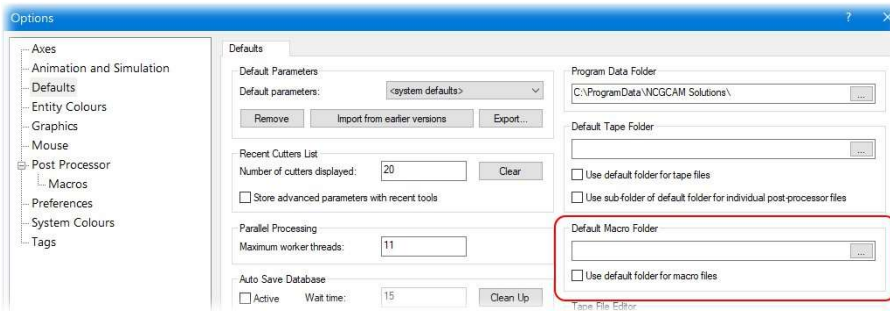 Options
?
Axes
Animation and Simulation
Defaults
Entity Colours
Graphics
Mouse
Post Processor
Macros
Preferences
System Colours
Tags
Defaults
Default Parameters
Default parameters:
<system defaults>
Remove
Import from earlier versions
Export...
Recent Cutters List
Number of cutters displayed:
20
Clear
Store advanced parameters with recent tools
Parallel Processing
Maximum worker threads:
11
Auto Save Database
Active
Wait time:
15
Clean Up
Program Data Folder
C:\ProgramData\NCGCAM Solutions\
...
Default Tape Folder
...
Use default folder for tape files
Use sub-folder of default folder for individual post-processor files
Default Macro Folder
...
Use default folder for macro files
Tape File Editor